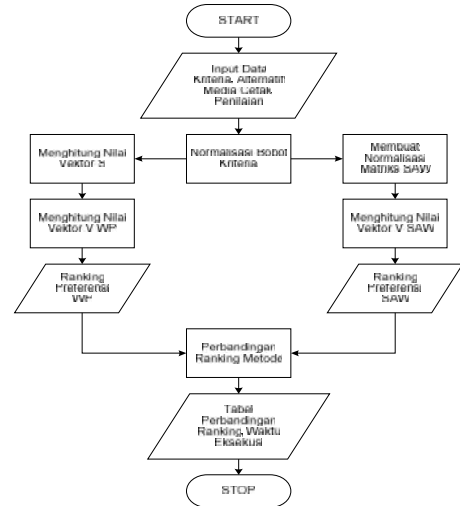 START
Input Data
Kriteria, Alternatif
Media Cetak
Penilaian
Menghitung Nilai
Vektor S
Normalisasi Bobot
Kriteria
Membuat
Normalisasi
Matriks SAW
Menghitung Nilai
Vektor V WP
Menghitung Nilai
Vektor V SAW
Ranking
Preferensi
WP
Ranking
Preferensi
SAW
Perbandingan
Ranking Metode
Tabel
Perbandingan
Ranking, Waktu
Eksekusi
STOP